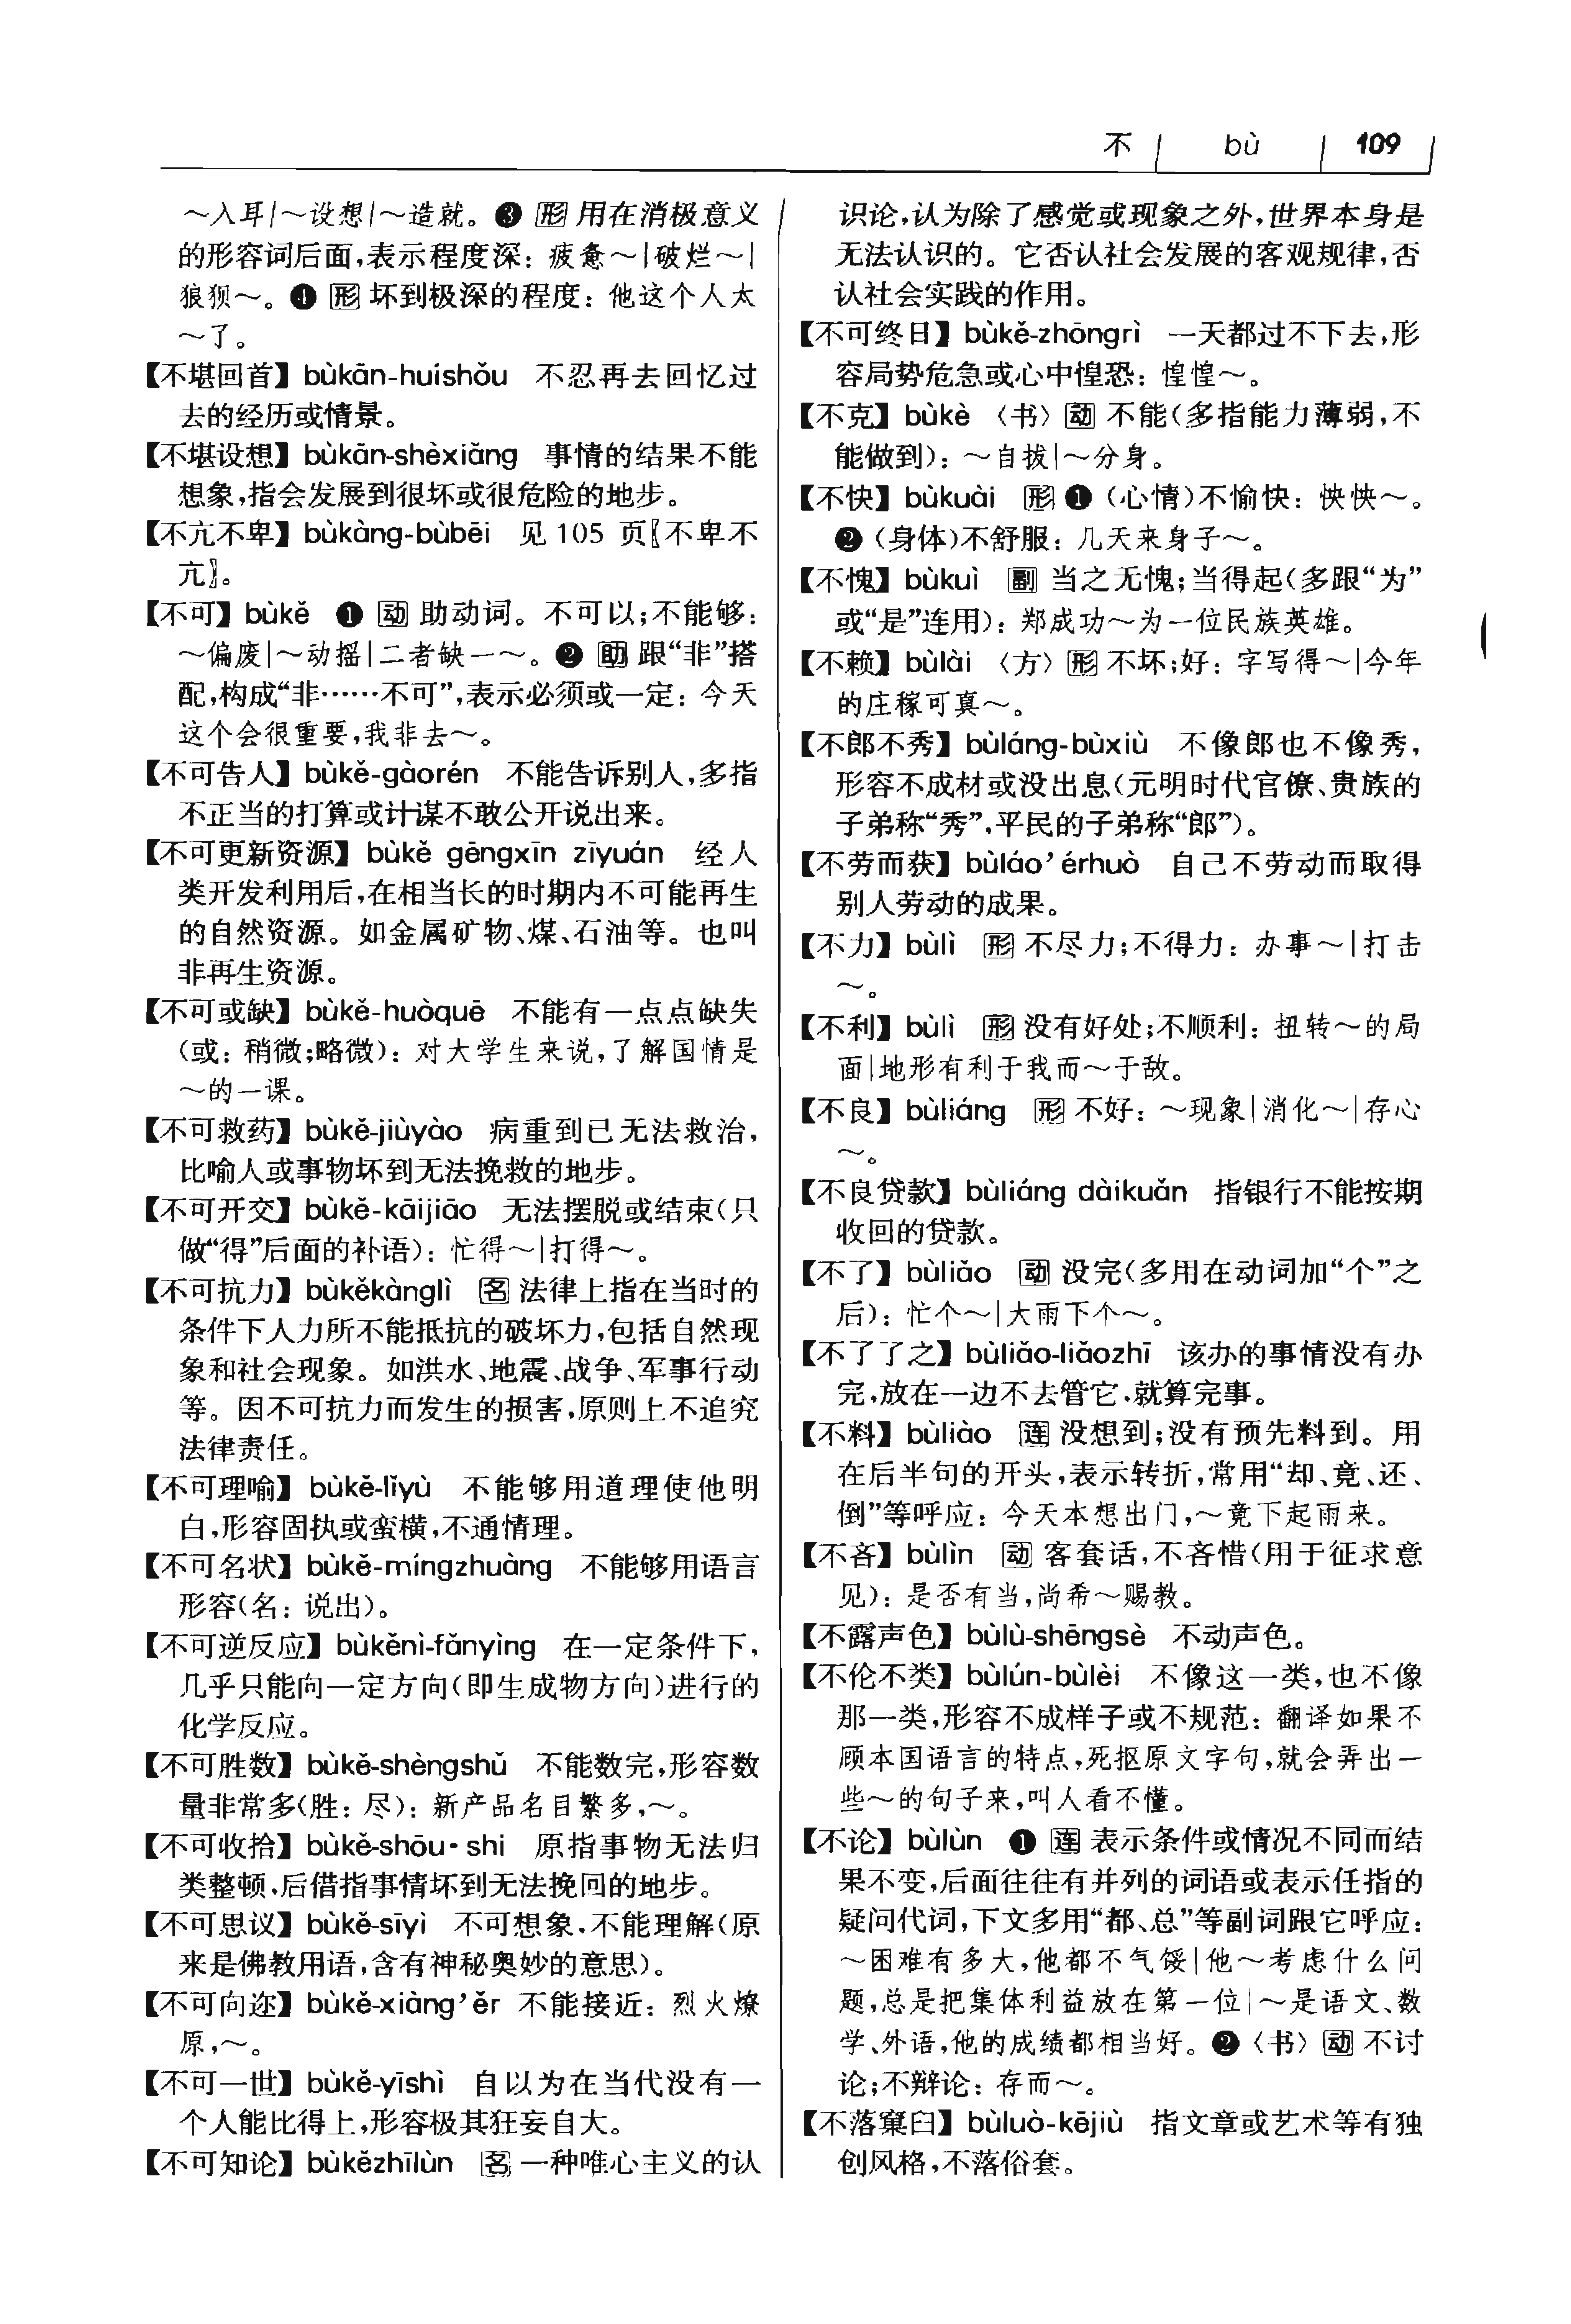 不 bù 109
～入耳|～设想|～造就。❸ 形 用在消极意义
的形容词后面,表示程度深：疲惫～|破烂～|
狼狈～。❹ 形 坏到极深的程度：他这个人太
～了。
【不堪回首】bùkān-huíshǒu 不忍再去回忆过
去的经历或情景。
【不堪设想】bùkān-shèxiǎng 事情的结果不能
想象,指会发展到很坏或很危险的地步。
【不亢不卑】bùkàng-bùbēi 见 105 页〖不卑不
亢〗。
【不可】bùkě ❶ 动 助动词。不可以;不能够：
～偏废|～动摇|二者缺一～。❷ 助 跟“非”搭
配,构成“非……不可”,表示必须或一定：今天
这个会很重要,我非去～。
【不可告人】bùkě-gàorén 不能告诉别人,多指
不正当的打算或计谋不敢公开说出来。
【不可更新资源】bùkě gēngxīn zīyuán 经人
类开发利用后,在相当长的时期内不可能再生
的自然资源。如金属矿物、煤、石油等。也叫
非再生资源。
【不可或缺】bùkě-huòquē 不能有一点点缺失
（或：稍微;略微）：对大学生来说,了解国情是
～的一课。
【不可救药】bùkě-jiùyào 病重到已无法救治,
比喻人或事物坏到无法挽救的地步。
【不可开交】bùkě-kāijiāo 无法摆脱或结束(只
做“得”后面的补语)：忙得～|打得～。
【不可抗力】bùkěkànglì 名 法律上指在当时的
条件下人力所不能抵抗的破坏力,包括自然现
象和社会现象。如洪水、地震、战争、军事行动
等。因不可抗力而发生的损害,原则上不追究
法律责任。
【不可理喻】bùkě-lǐyù 不能够用道理使他明
白,形容固执或蛮横,不通情理。
【不可名状】bùkě-míngzhuàng 不能够用语言
形容(名：说出)。
【不可逆反应】bùkěnì-fǎnyìng 在一定条件下,
几乎只能向一定方向(即生成物方向)进行的
化学反应。
【不可胜数】bùkě-shèngshǔ 不能数完,形容数
量非常多(胜：尽)：新产品名目繁多,～。
【不可收拾】bùkě-shōu·shi 原指事物无法归
类整顿,后借指事情坏到无法挽回的地步。
【不可思议】bùkě-sīyì 不可想象,不能理解(原
来是佛教用语,含有神秘奥妙的意思)。
【不可向迩】bùkě-xiàng’ěr 不能接近：烈火燎
原,～。
【不可一世】bùkě-yīshì 自以为在当代没有一
个人能比得上,形容极其狂妄自大。
【不可知论】bùkězhīlùn 名 一种唯心主义的认
识论,认为除了感觉或现象之外,世界本身是
无法认识的。它否认社会发展的客观规律,否
认社会实践的作用。
【不可终日】bùkě-zhōngrì 一天都过不下去,形
容局势危急或心中惶恐：惶惶～。
【不克】bùkè 〈书〉动 不能(多指能力薄弱,不
能做到)：～自拔|～分身。
【不快】bùkuài 形 ❶（心情)不愉快：怏怏～。
❷（身体)不舒服：几天来身子～。
【不愧】bùkuì 副 当之无愧;当得起(多跟“为”
或“是”连用)：郑成功～为一位民族英雄。
【不赖】bùlài 〈方〉形 不坏;好：字写得～|今年
的庄稼可真～。
【不郎不秀】bùláng-bùxiù 不像郎也不像秀,
形容不成材或没出息(元明时代官僚、贵族的
子弟称“秀”,平民的子弟称“郎”)。
【不劳而获】bùláo’érhuò 自己不劳动而取得
别人劳动的成果。
【不力】bùlì 形 不尽力;不得力：办事～|打击
～。
【不利】bùlì 形 没有好处;不顺利：扭转～的局
面|地形有利于我而～于敌。
【不良】bùliáng 形 不好：～现象|消化～|存心
～。
【不良贷款】bùliáng dàikuǎn 指银行不能按期
收回的贷款。
【不了】bùliǎo 动 没完(多用在动词加“个”之
后)：忙个～|大雨下个～。
【不了了之】bùliǎo-liǎozhī 该办的事情没有办
完,放在一边不去管它,就算完事。
【不料】bùliào 连 没想到;没有预先料到。用
在后半句的开头,表示转折,常用“却、竟、还、
倒”等呼应：今天本想出门,～竟下起雨来。
【不吝】bùlìn 动 客套话,不吝惜(用于征求意
见)：是否有当,尚希～赐教。
【不露声色】bùlù-shēngsè 不动声色。
【不伦不类】bùlún-bùlèi 不像这一类,也不像
那一类,形容不成样子或不规范：翻译如果不
顾本国语言的特点,死抠原文字句,就会弄出一
些～的句子来,叫人看不懂。
【不论】bùlùn ❶ 连 表示条件或情况不同而结
果不变,后面往往有并列的词语或表示任指的
疑问代词,下文多用“都、总”等副词跟它呼应：
～困难有多大,他都不气馁|他～考虑什么问
题,总是把集体利益放在第一位|～是语文、数
学、外语,他的成绩都相当好。❷〈书〉动 不讨
论;不辩论：存而～。
【不落窠臼】bùluò-kējiù 指文章或艺术等有独
创风格,不落俗套。